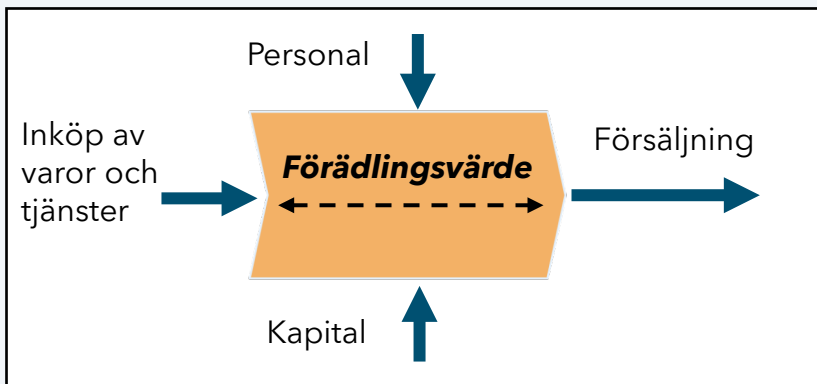 Personal
Inköp av
varor och
tjänster
Förädlingsvärde
Försäljning
Kapital